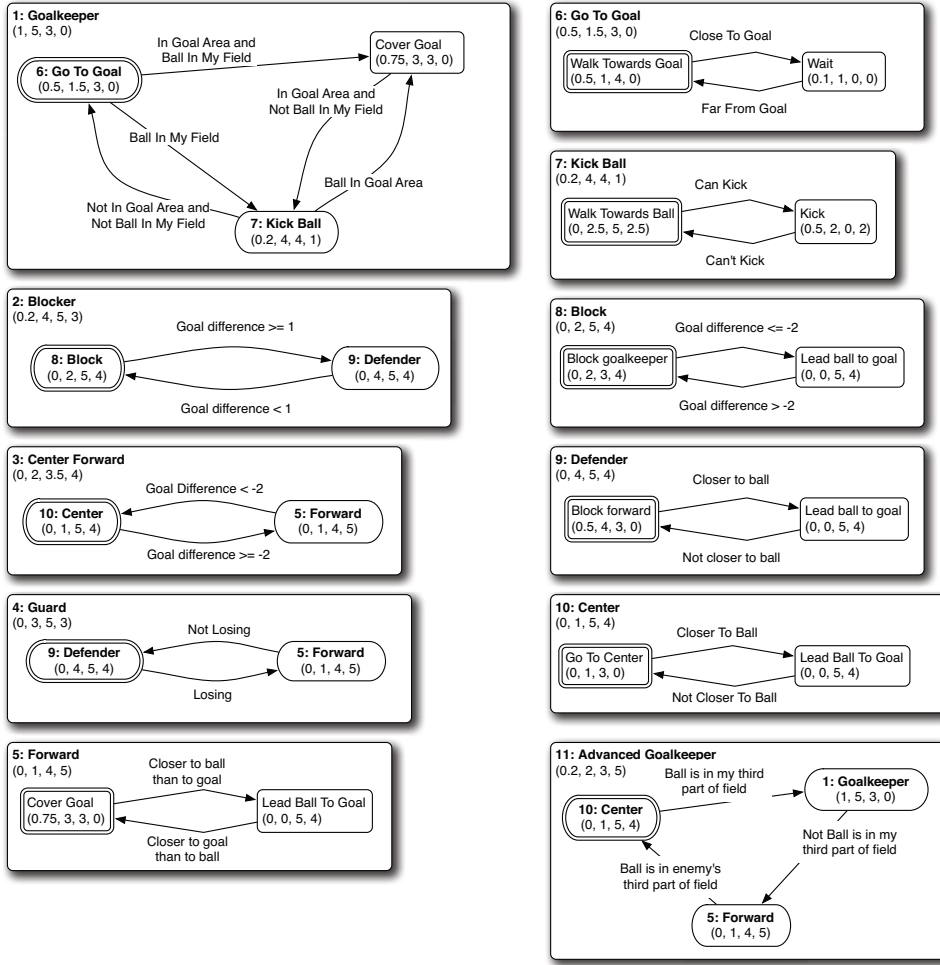 1: Goalkeeper
(1, 5, 3, 0)
In Goal Area and
Ball In My Field
Cover Goal
(0.75, 3, 3, 0)
6: Go To Goal
(0.5, 1.5, 3, 0)
In Goal Area and
Not Ball In My Field
Ball In My Field
Ball In Goal Area
Not In Goal Area and
Not Ball In My Field
7: Kick Ball
(0.2, 4, 4, 1)
2: Blocker
(0.2, 4, 5, 3)
Goal difference >= 1
8: Block
(0, 2, 5, 4)
9: Defender
(0, 4, 5, 4)
Goal difference < 1
3: Center Forward
(0, 2, 3.5, 4)
Goal Difference < -2
10: Center
(0, 1, 5, 4)
5: Forward
(0, 1, 4, 5)
Goal difference >= -2
4: Guard
(0, 3, 5, 3)
Not Losing
9: Defender
(0, 4, 5, 4)
5: Forward
(0, 1, 4, 5)
Losing
5: Forward
(0, 1, 4, 5)
Closer to ball
than to goal
Cover Goal
(0.75, 3, 3, 0)
Lead Ball To Goal
(0, 0, 5, 4)
Closer to goal
than to ball
6: Go To Goal
(0.5, 1.5, 3, 0)
Close To Goal
Walk Towards Goal
(0.5, 1, 4, 0)
Wait
(0.1, 1, 0, 0)
Far From Goal
7: Kick Ball
(0.2, 4, 4, 1)
Can Kick
Walk Towards Ball
(0, 2.5, 5, 2.5)
Kick
(0.5, 2, 0, 2)
Can't Kick
8: Block
(0, 2, 5, 4)
Goal difference <= -2
Block goalkeeper
(0, 2, 3, 4)
Lead ball to goal
(0, 0, 5, 4)
Goal difference > -2
9: Defender
(0, 4, 5, 4)
Closer to ball
Block forward
(0.5, 4, 3, 0)
Lead ball to goal
(0, 0, 5, 4)
Not closer to ball
10: Center
(0, 1, 5, 4)
Closer To Ball
Go To Center
(0, 1, 3, 0)
Lead Ball To Goal
(0, 0, 5, 4)
Not Closer To Ball
11: Advanced Goalkeeper
(0.2, 2, 3, 5)
Ball is in my third
part of field
1: Goalkeeper
(1, 5, 3, 0)
10: Center
(0, 1, 5, 4)
Not Ball is in my
third part of field
Ball is in enemy's
third part of field
5: Forward
(0, 1, 4, 5)